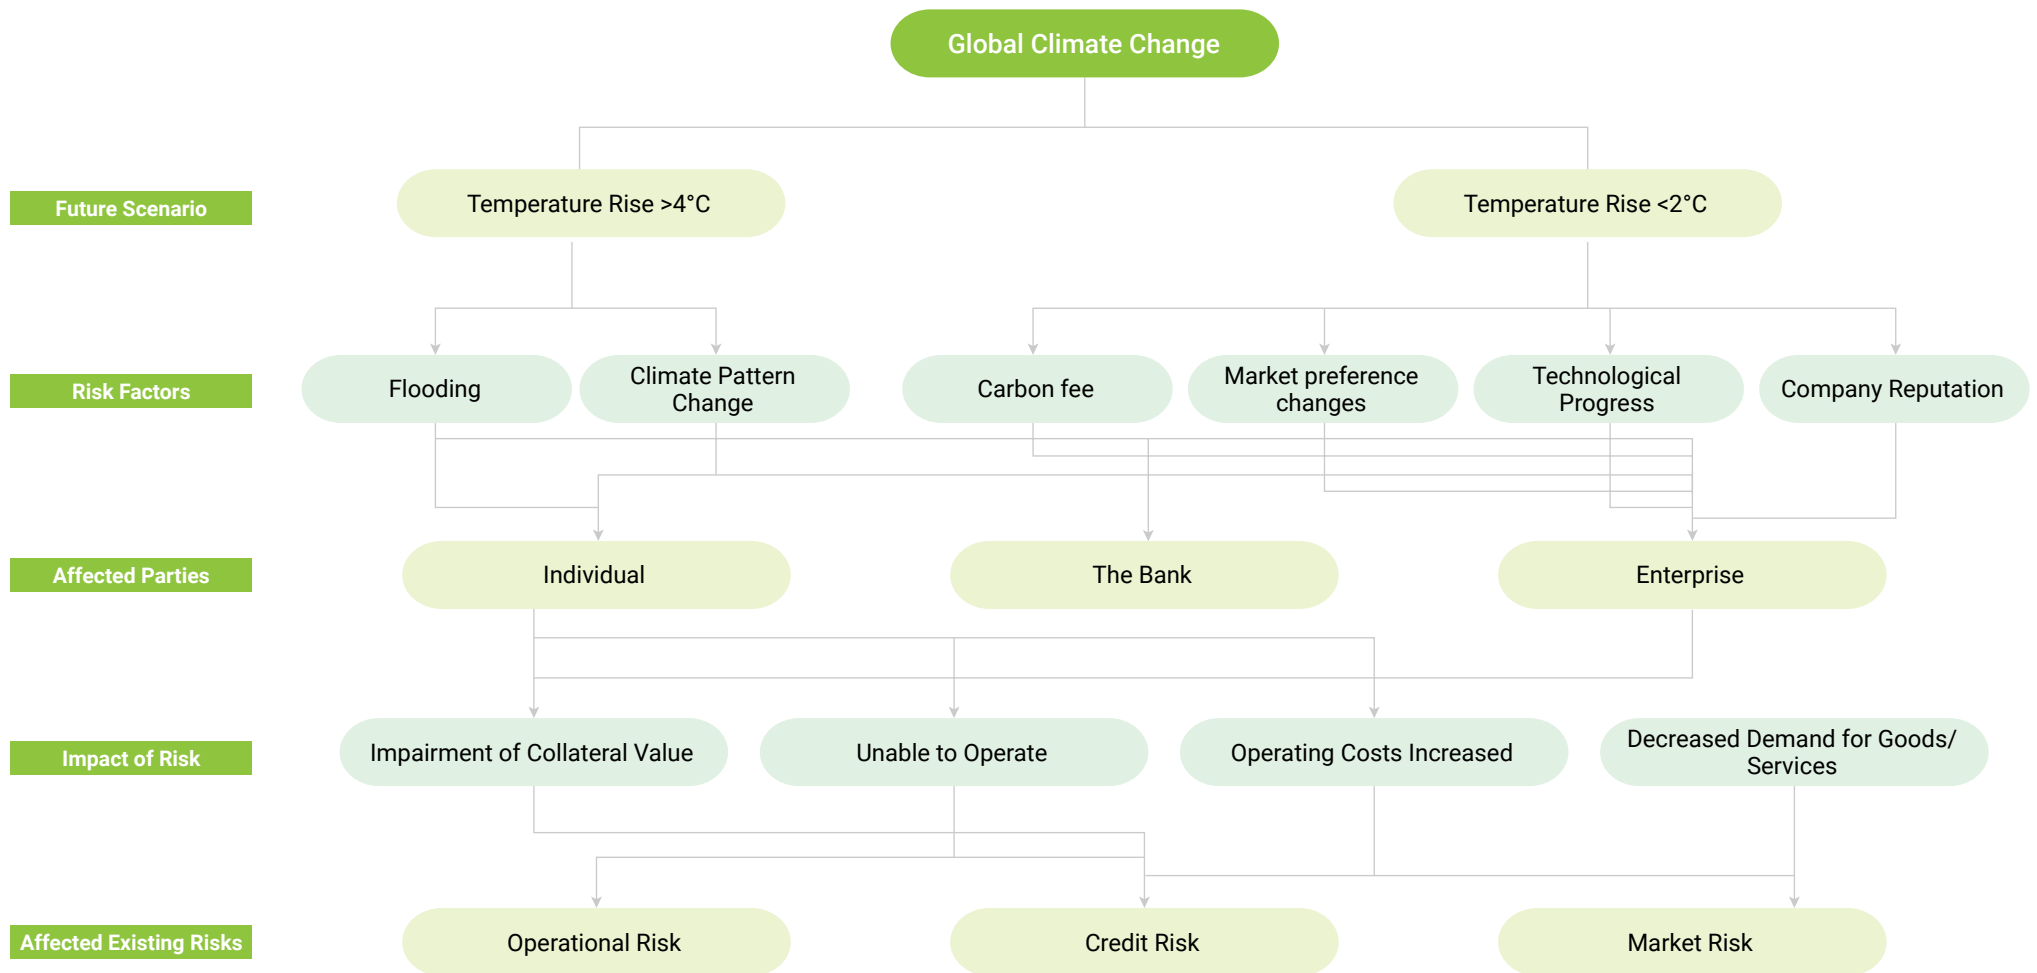 Global Climate Change
Future Scenario
Temperature Rise >4°C
Temperature Rise <2°C
Risk Factors
Flooding
Climate Pattern
Change
Carbon fee
Market preference
changes
Technological
Progress
Company Reputation
Affected Parties
Individual
The Bank
Enterprise
Impact of Risk
Impairment of Collateral Value
Unable to Operate
Operating Costs Increased
Decreased Demand for Goods/
Services
Affected Existing Risks
Operational Risk
Credit Risk
Market Risk